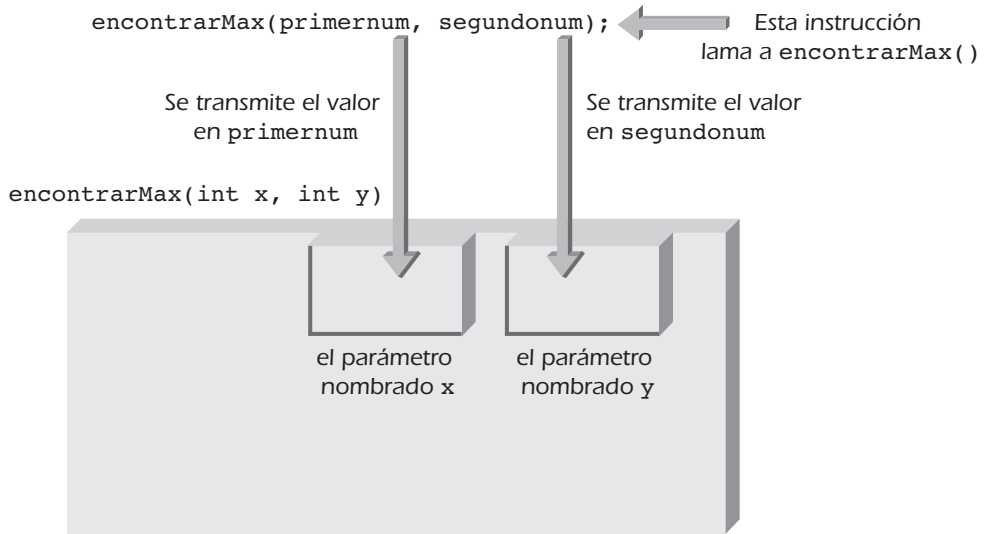 encontrarMax(primernum, segundonum);
Esta instrucción
lama a encontrarMax()
Se transmite el valor
en primernum
Se transmite el valor
en segundonum
encontrarMax(int x, int y)
el parámetro
nombrado x
el parámetro
nombrado y